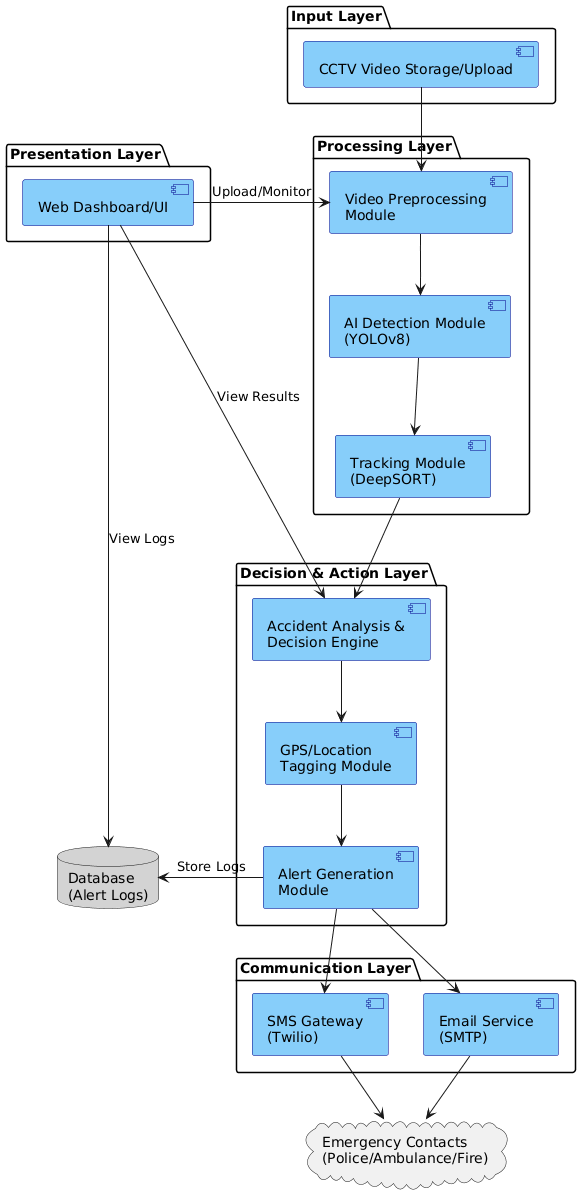 Input Layer
CCTV Video Storage/Upload
Processing Layer
Presentation Layer
Web Dashboard/UI
Upload/Monitor
Video Preprocessing
Module
AI Detection Module
(YOLOv8)
View Results
Tracking Module
(DeepSORT)
View Logs
Decision & Action Layer
Accident Analysis &
Decision Engine
GPS/Location
Tagging Module
Database
(Alert Logs)
Store Logs
Alert Generation
Module
Communication Layer
SMS Gateway
(Twilio)
Email Service
(SMTP)
Emergency Contacts
(Police/Ambulance/Fire)